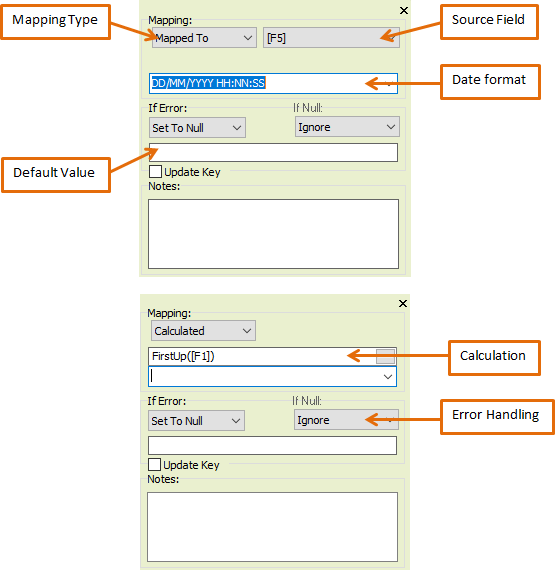 Mapping Type
Source Field
Mapping:
Mapped To
[F5]
DD/MM/YYYY HH:NN:SS
Date format
If Error:
If Null:
Set To Null
Ignore
Default Value
Update Key
Notes:
Mapping:
Calculated
FirstUp([F1])
Calculation
If Error:
If Null:
Set To Null
Ignore
Error Handling
Update Key
Notes: